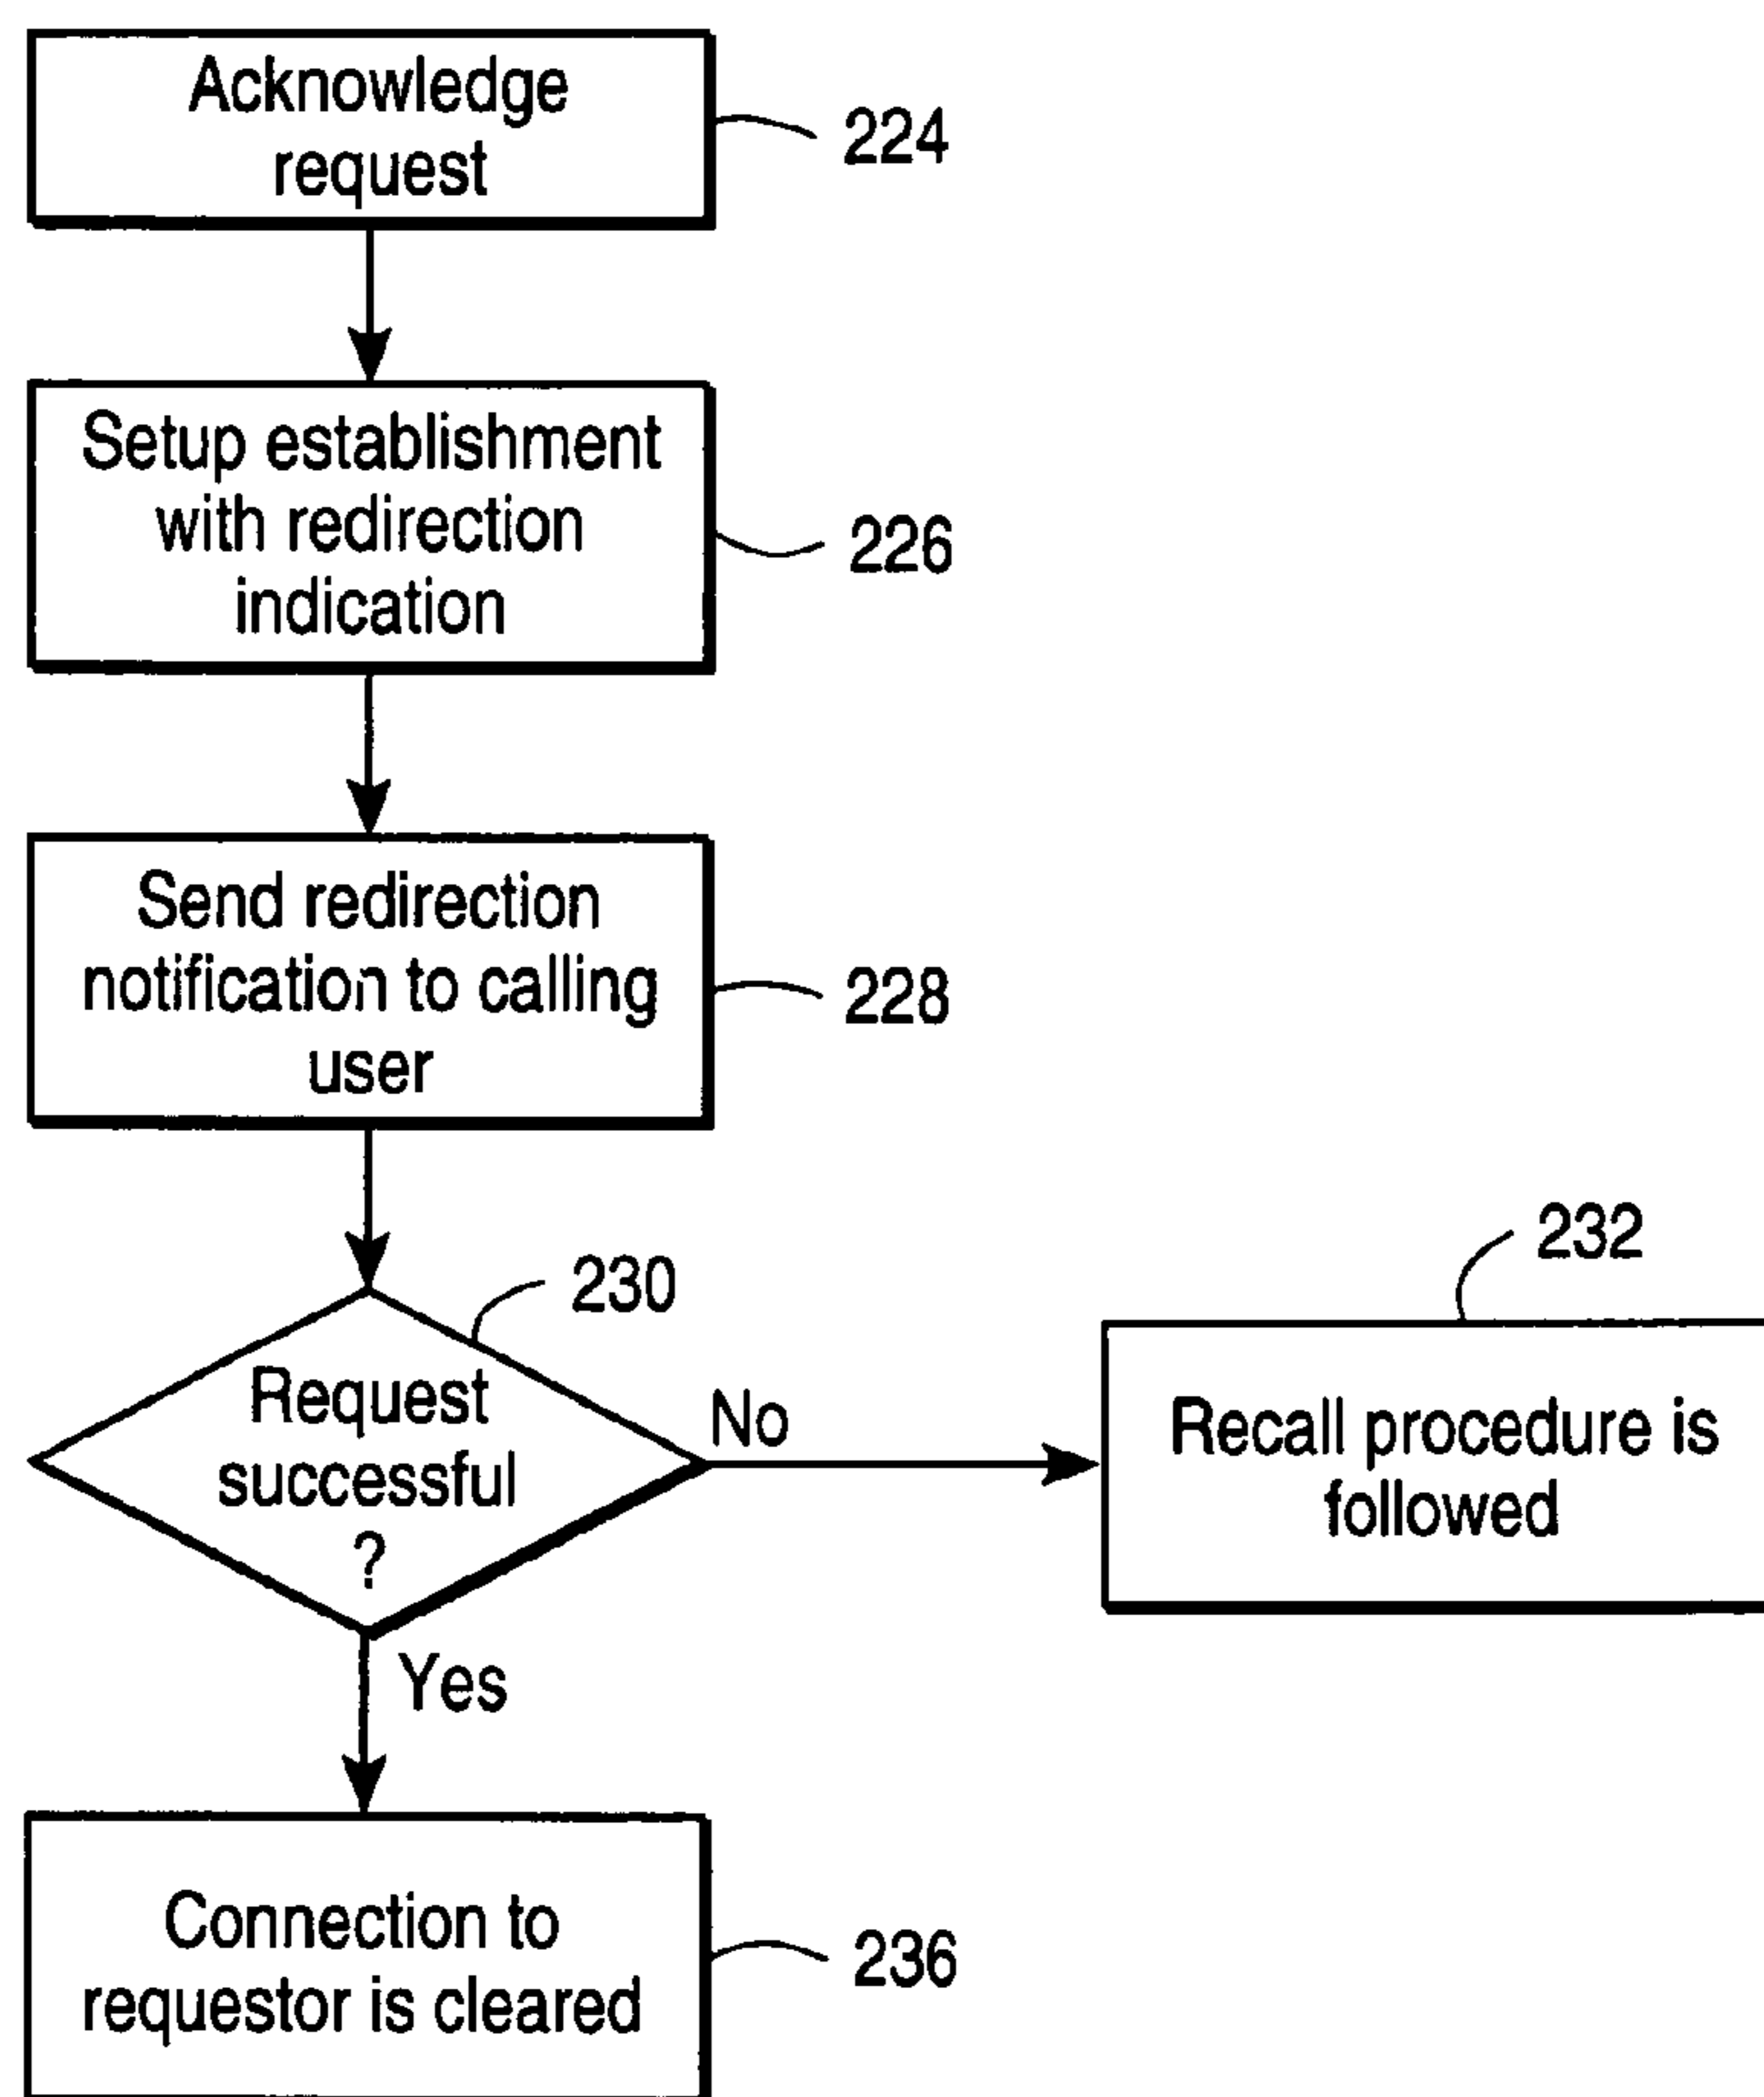 Acknowledge
request
224
Setup establishment
with redirection
indication
226
Send redirection
notification to calling
user
228
230
Request
successful
?
No
232
Recall procedure is
followed
Yes
Connection to
requestor is cleared
236